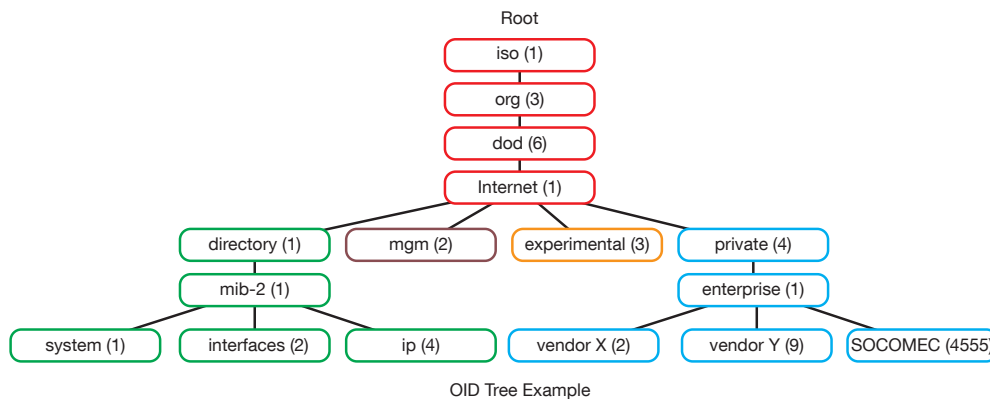 Root
iso (1)
org (3)
dod (6)
Internet (1)
directory (1) mgm (2) experimental (3) private (4)
mib-2 (1) enterprise (1)
system (1) interfaces (2) ip (4) vendor X (2) vendor Y (9) SOCOMEC (4555)
OID Tree Example